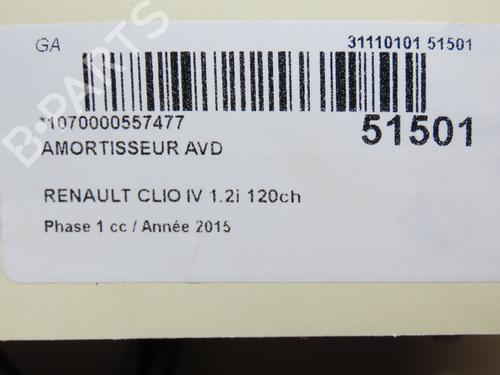 GA 31110101 51501
*1070000557477 51501
AMORTISSEUR AVD
RENAULT CLIO IV 1.2i 120ch
Phase 1 cc / Année 2015
B-PARTS